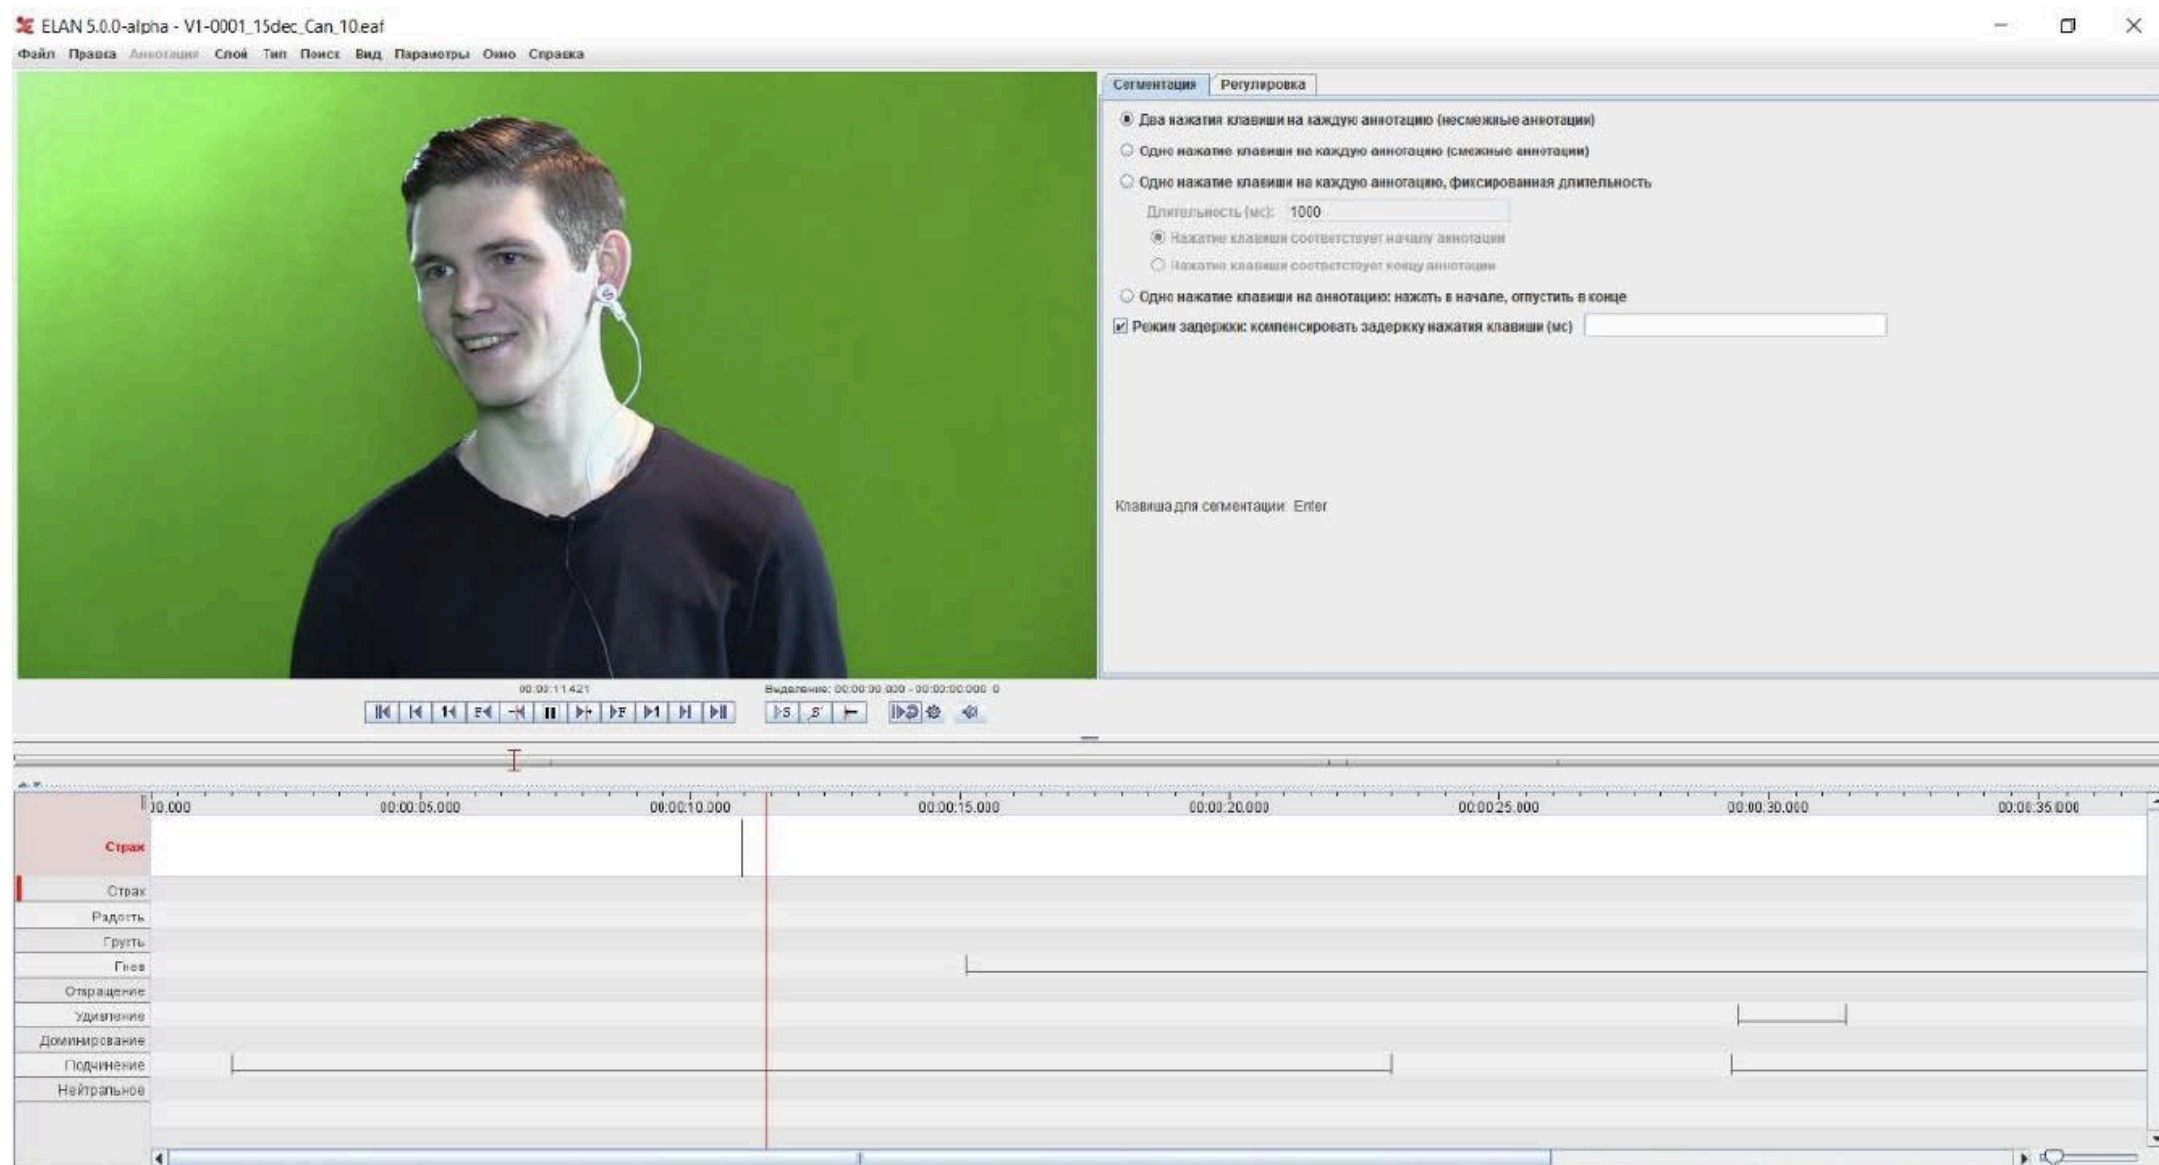 ELAN 5.0.0-alpha - V1-0001_15dec_Can_10.eaf
Файл Правка Аннотация Слой Тип Поиск Вид Параметры Окно Справка
Сегментация Регулировка
Два нажатия клавиши на каждую аннотацию (несмежные аннотации)
Одно нажатие клавиши на каждую аннотацию (смежные аннотации)
Одно нажатие клавиши на каждую аннотацию, фиксированная длительность
Длительность (мс): 1000
Нажатие клавиши соответствует началу аннотации
Нажатие клавиши соответствует концу аннотации
Одно нажатие клавиши на аннотацию: нажать в начале, отпустить в конце
Режим задержки: компенсировать задержку нажатия клавиши (мс)
Клавиша для сегментации: Enter
00:00:11.421 Выделение: 00:00:00.000 - 00:00:00.000 0
00.000 00:00:05.000 00:00:10.000 00:00:15.000 00:00:20.000 00:00:25.000 00:00:30.000 00:00:35.000
Страх
Страх
Радость
Грусть
Гнев
Отвращение
Удивление
Доминирование
Подчинение
Нейтральное